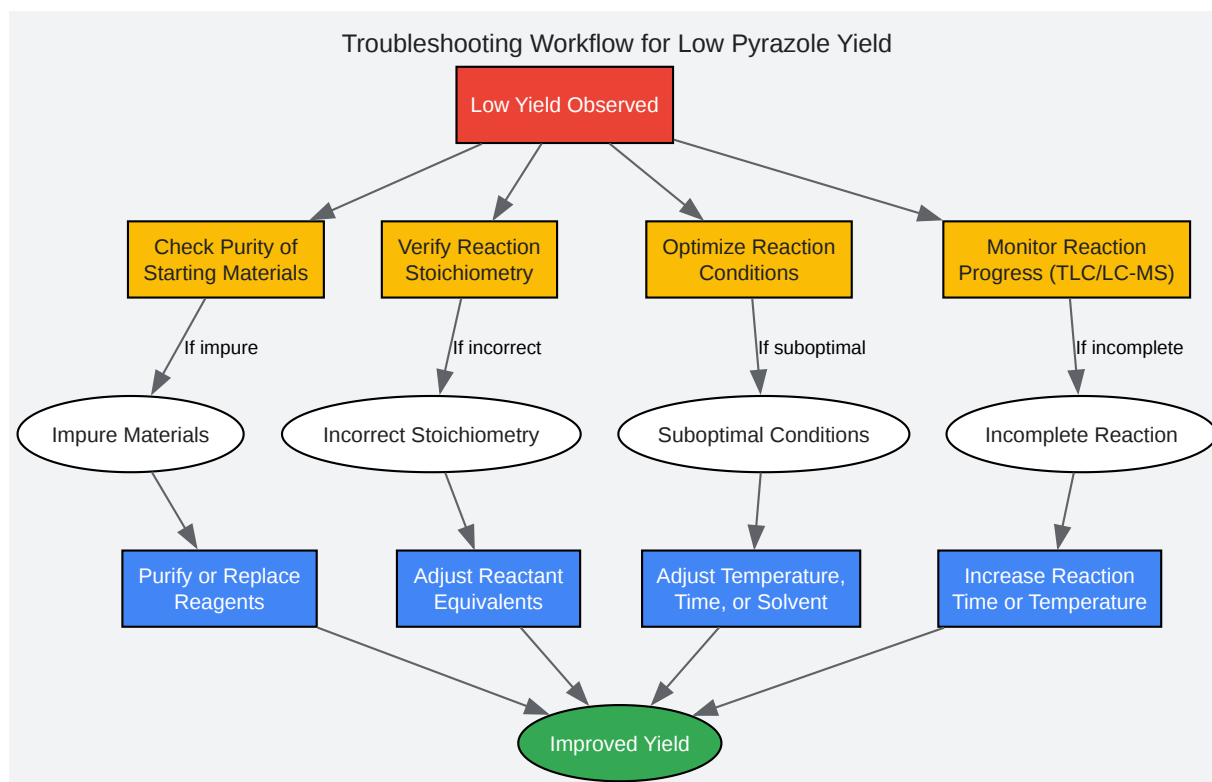 Troubleshooting Workflow for Low Pyrazole Yield
Low Yield Observed
Check Purity of
Starting Materials
Verify Reaction
Stoichiometry
Optimize Reaction
Conditions
Monitor Reaction
Progress (TLC/LC-MS)
If impure
If incorrect
If suboptimal
If incomplete
Impure Materials
Incorrect Stoichiometry
Suboptimal Conditions
Incomplete Reaction
Purify or Replace
Reagents
Adjust Reactant
Equivalents
Adjust Temperature,
Time, or Solvent
Increase Reaction
Time or Temperature
Improved Yield